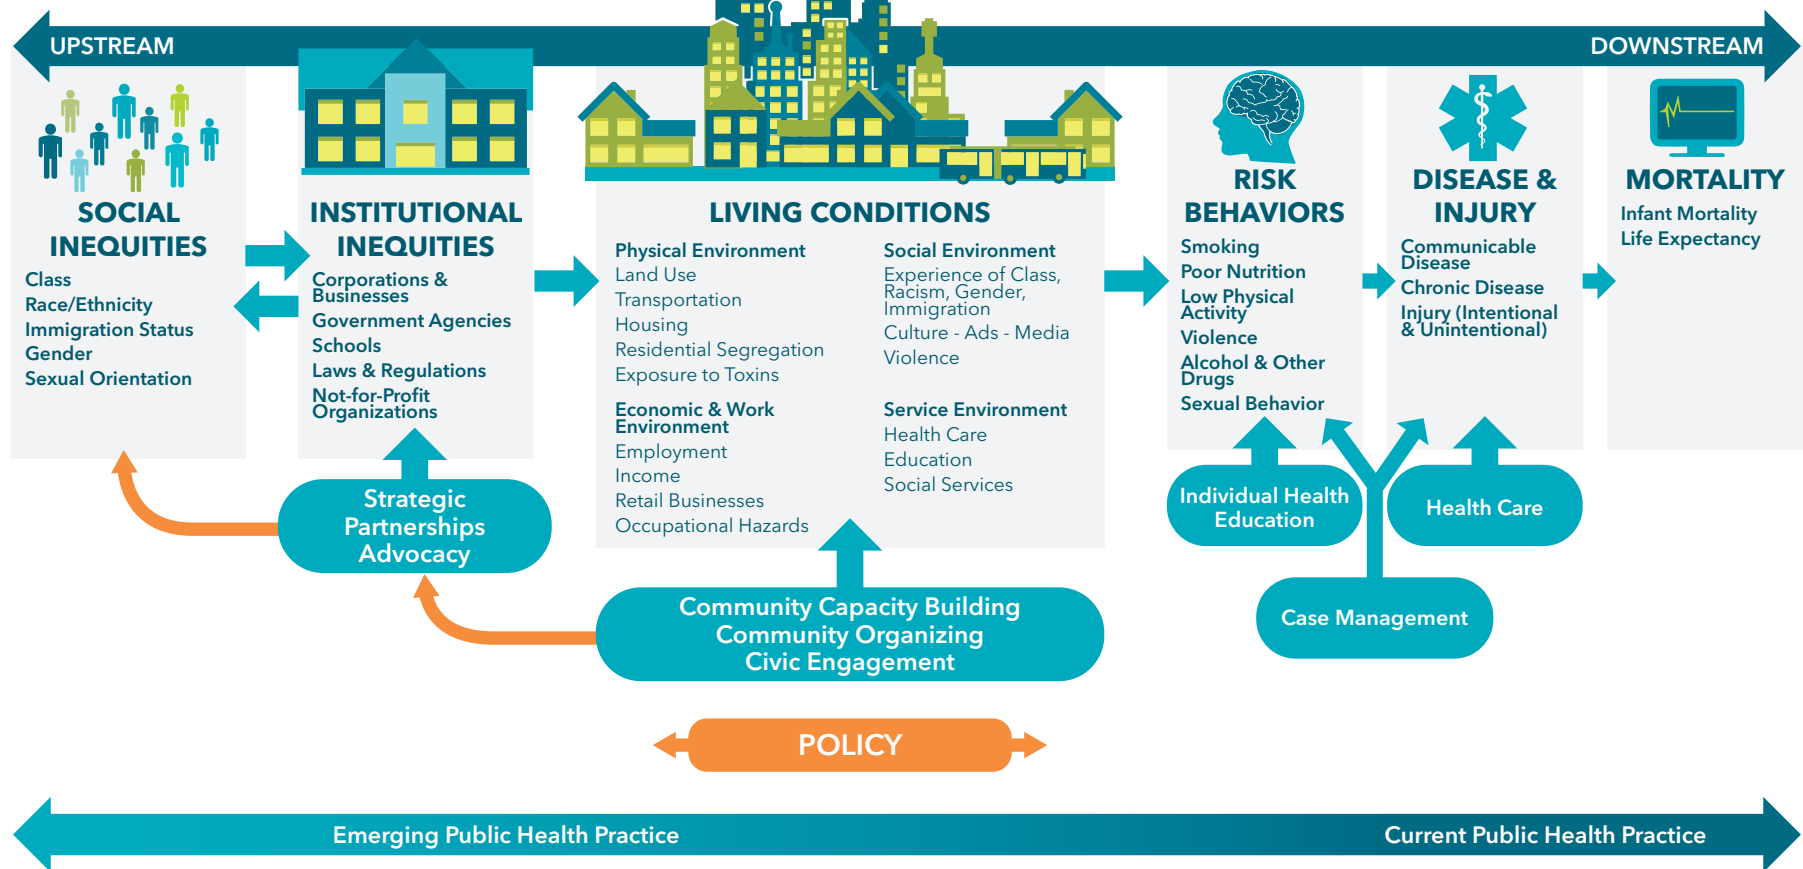 UPSTREAM
DOWNSTREAM
SOCIAL
INEQUITIES
Class
Race/Ethnicity
Immigration Status
Gender
Sexual Orientation
INSTITUTIONAL
INEQUITIES
Corporations &
Businesses
Government Agencies
Schools
Laws & Regulations
Not-for-Profit
Organizations
LIVING CONDITIONS
Physical Environment
Land Use
Transportation
Housing
Residential Segregation
Exposure to Toxins
Economic & Work
Environment
Employment
Income
Retail Businesses
Occupational Hazards
Social Environment
Experience of Class,
Racism, Gender,
Immigration
Culture - Ads - Media
Violence
Service Environment
Health Care
Education
Social Services
RISK
BEHAVIORS
Smoking
Poor Nutrition
Low Physical
Activity
Violence
Alcohol & Other
Drugs
Sexual Behavior
DISEASE &
INJURY
Communicable
Disease
Chronic Disease
Injury (Intentional
& Unintentional)
MORTALITY
Infant Mortality
Life Expectancy
Strategic
Partnerships
Advocacy
Community Capacity Building
Community Organizing
Civic Engagement
Individual Health
Education
Health Care
Case Management
POLICY
Emerging Public Health Practice
Current Public Health Practice